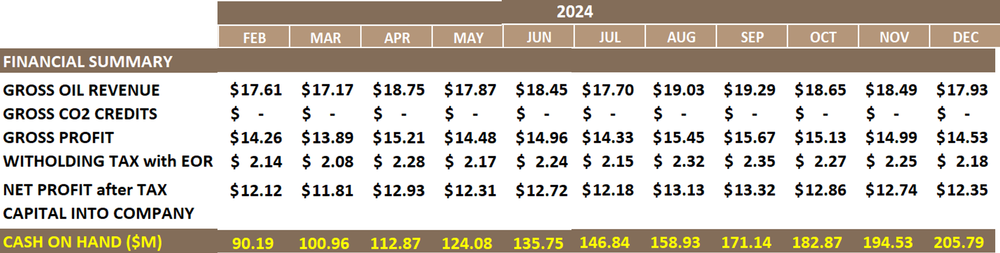 2024
FEB MAR APR MAY JUN JUL AUG SEP OCT NOV DEC
FINANCIAL SUMMARY
GROSS OIL REVENUE $17.61 $17.17 $18.75 $17.87 $18.45 $17.70 $19.03 $19.29 $18.65 $18.49 $17.93
GROSS CO2 CREDITS $ - $ - $ - $ - $ - $ - $ - $ - $ - $ - $ -
GROSS PROFIT $14.26 $13.89 $15.21 $14.48 $14.96 $14.33 $15.45 $15.67 $15.13 $14.99 $14.53
WITHOLDING TAX with EOR $ 2.14 $ 2.08 $ 2.28 $ 2.17 $ 2.24 $ 2.15 $ 2.32 $ 2.35 $ 2.27 $ 2.25 $ 2.18
NET PROFIT after TAX $12.12 $11.81 $12.93 $12.31 $12.72 $12.18 $13.13 $13.32 $12.86 $12.74 $12.35
CAPITAL INTO COMPANY
CASH ON HAND ($M) 90.19 100.96 112.87 124.08 135.75 146.84 158.93 171.14 182.87 194.53 205.79